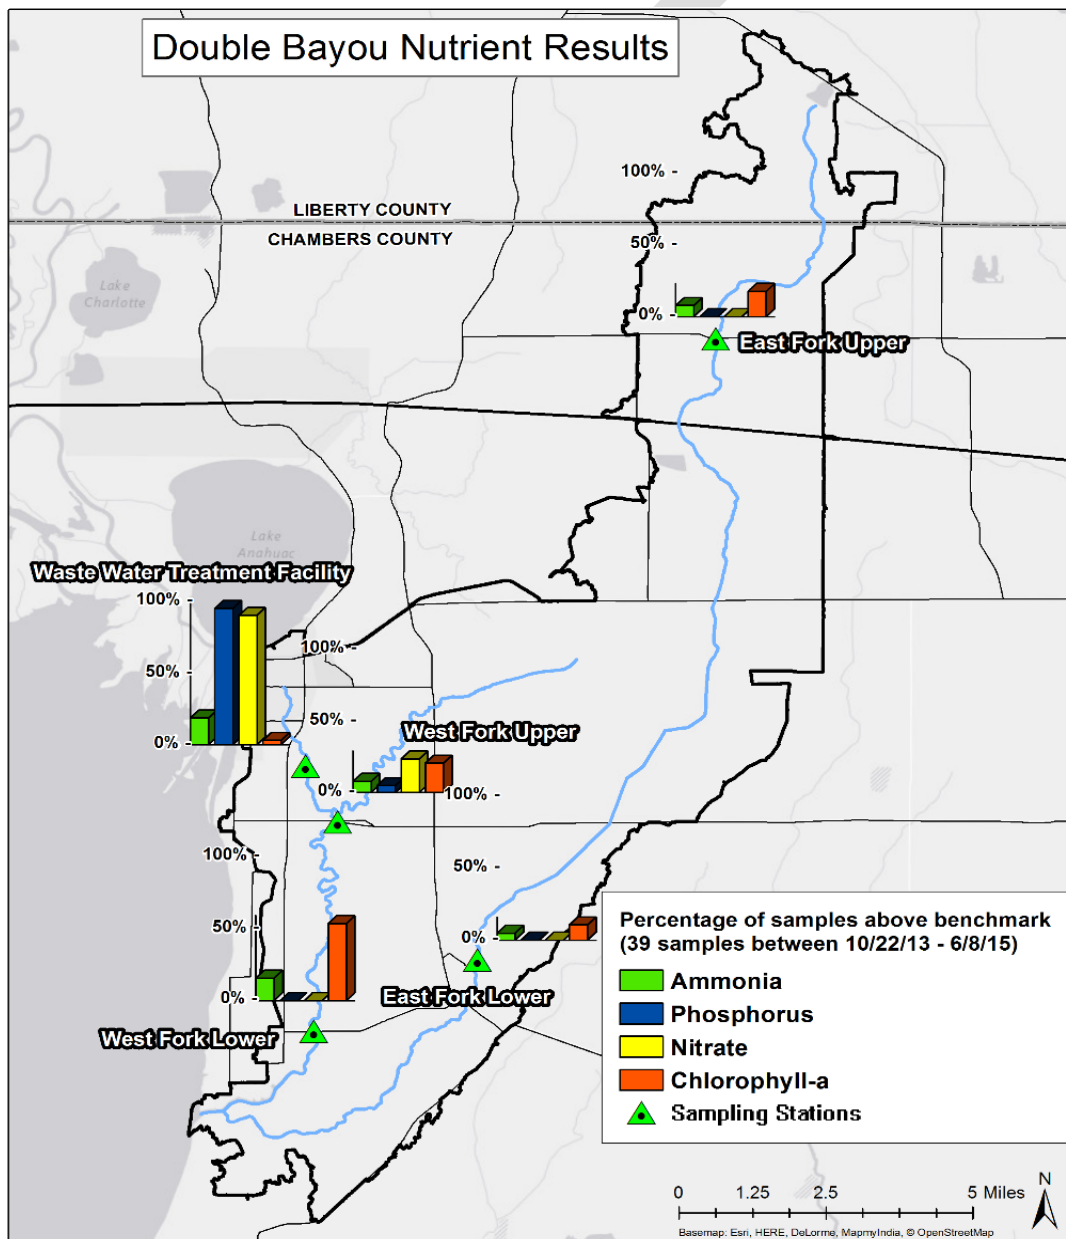 Double Bayou Nutrient Results
100% -
LIBERTY COUNTY
CHAMBERS COUNTY
50% -
Lake
Charlotte
0% -
East Fork Upper
Lake
Anahuac
Waste Water Treatment Facility
100% -
100% -
50% -
50% -
West Fork Upper
0% -
0% -
100% -
100% -
50% -
Percentage of samples above benchmark
50% -
0% -
(39 samples between 10/22/13 - 6/8/15)
Ammonia
0% -
East Fork Lower
Phosphorus
West Fork Lower
Nitrate
Chlorophyll-a
Sampling Stations
N
0 1.25 2.5 5 Miles
Basemap: Esri, HERE, DeLorme, MapmyIndia, © OpenStreetMap